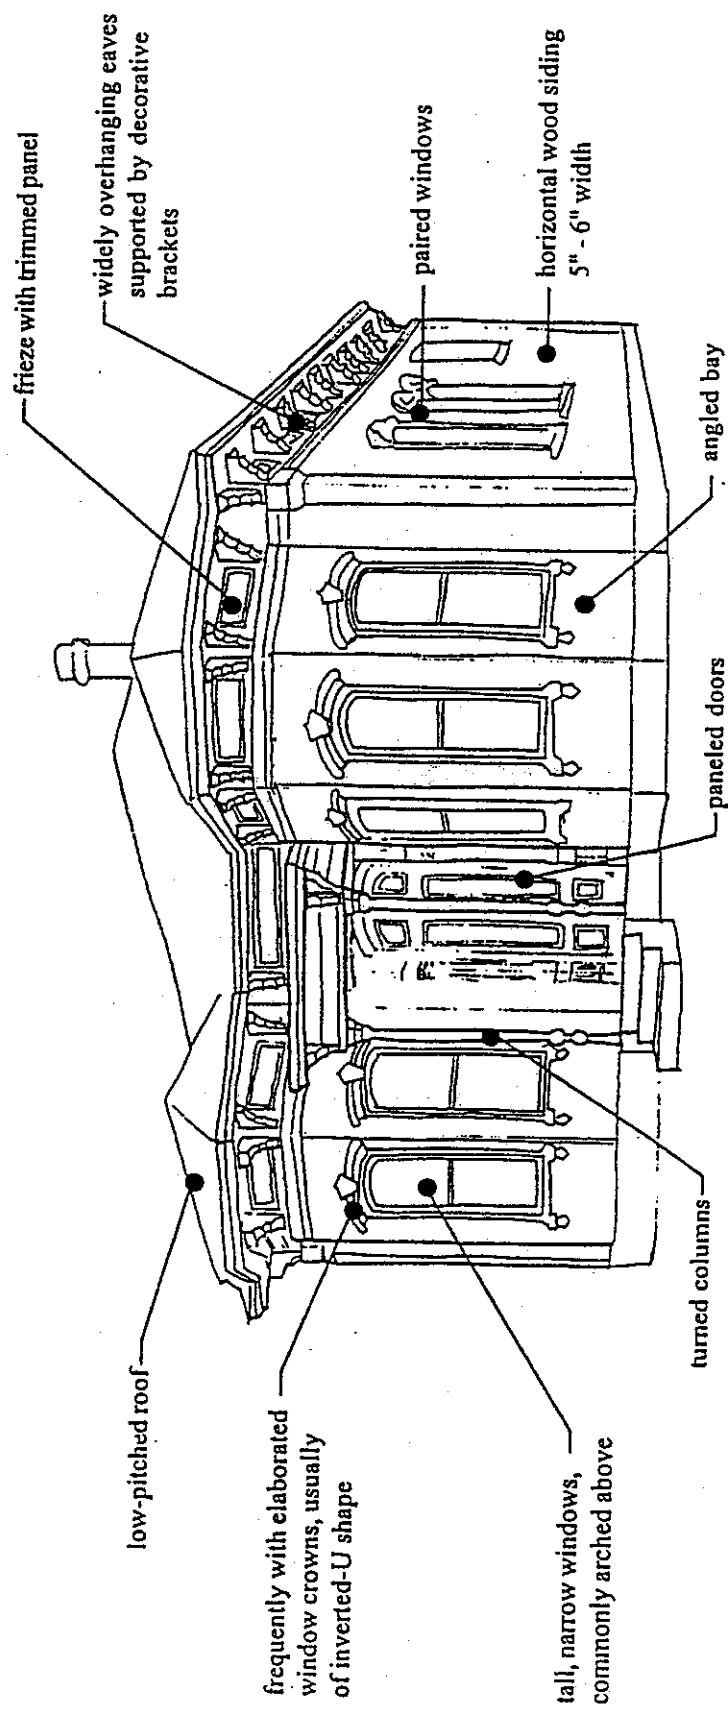 low-pitched roof
frieze with trimmed panel
widely overhanging eaves
supported by decorative
brackets
frequently with elaborated
window crowns, usually
of inverted-U shape
paired windows
tall, narrow windows,
commonly arched above
horizontal wood siding
5" - 6" width
turned columns
paneled doors
angled bay